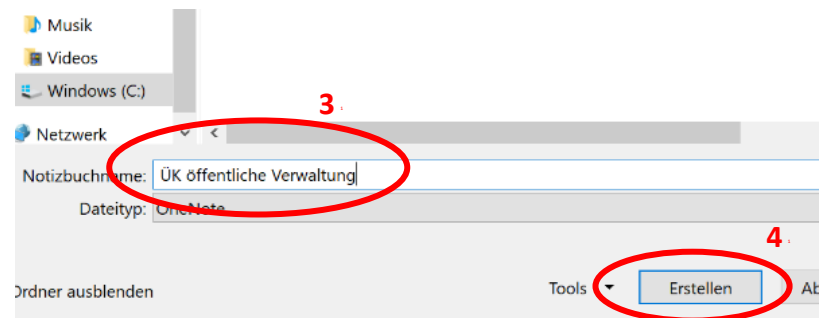 Musik
Videos
Windows (C:)
3
Netzwerk
Notizbuchname: ÜK öffentliche Verwaltung
Dateityp: OneNote
4
Ordner ausblenden Tools Erstellen Ab